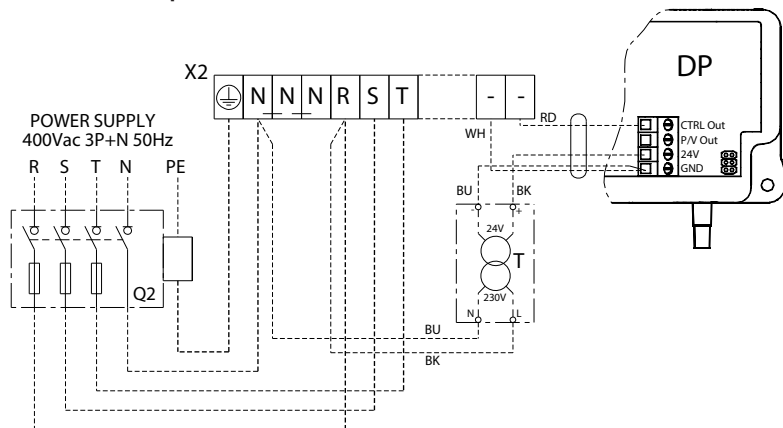 X2
N N N R S T - -
DP
POWER SUPPLY
400Vac 3P+N 50Hz
R S T N PE
RD
WH
CTRL Out
P/V Out
24V
GND
BU BK
- +
24V
T
230V
N L
Q2
BU
BK